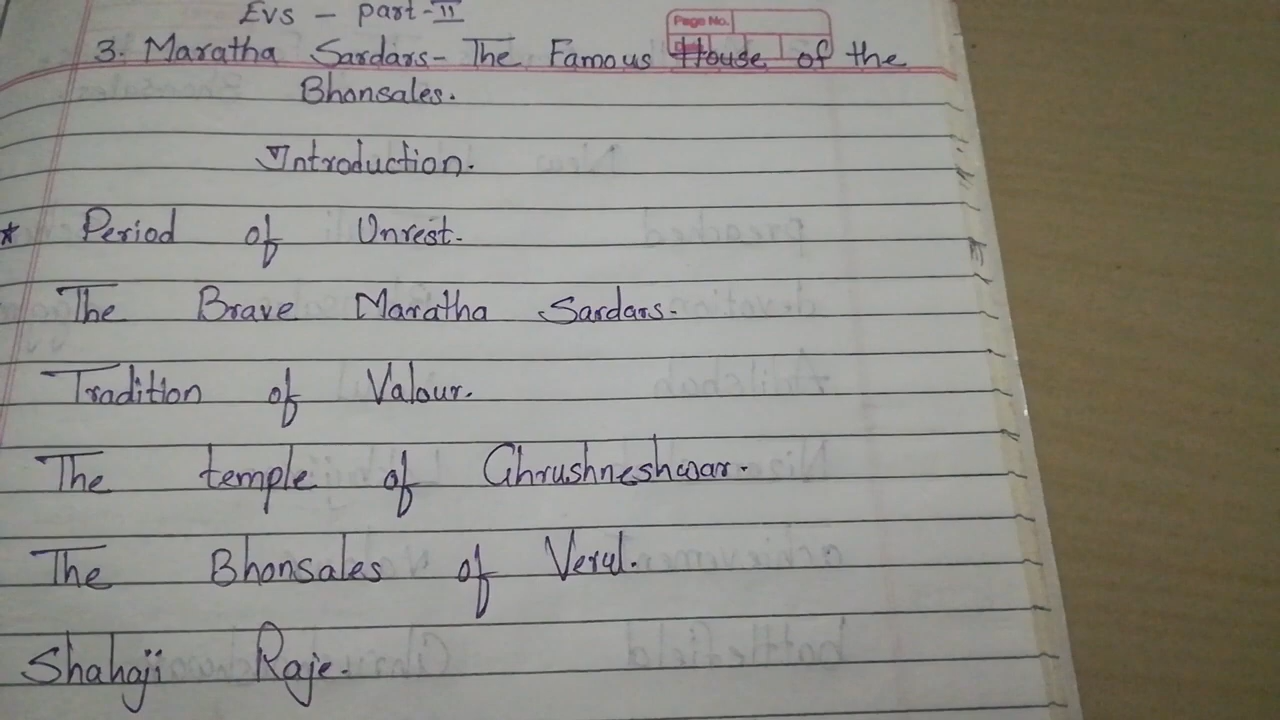 Evs - part-II
Page No.
3. Maratha Sardars- The Famous House of the
Bhonsales.
Introduction.
* Period of Unrest.
The Brave Maratha Sardars.
Tradition of Valour.
The temple of Ghrushneshwar.
The Bhonsales of Verul.
Shahaji Raje.